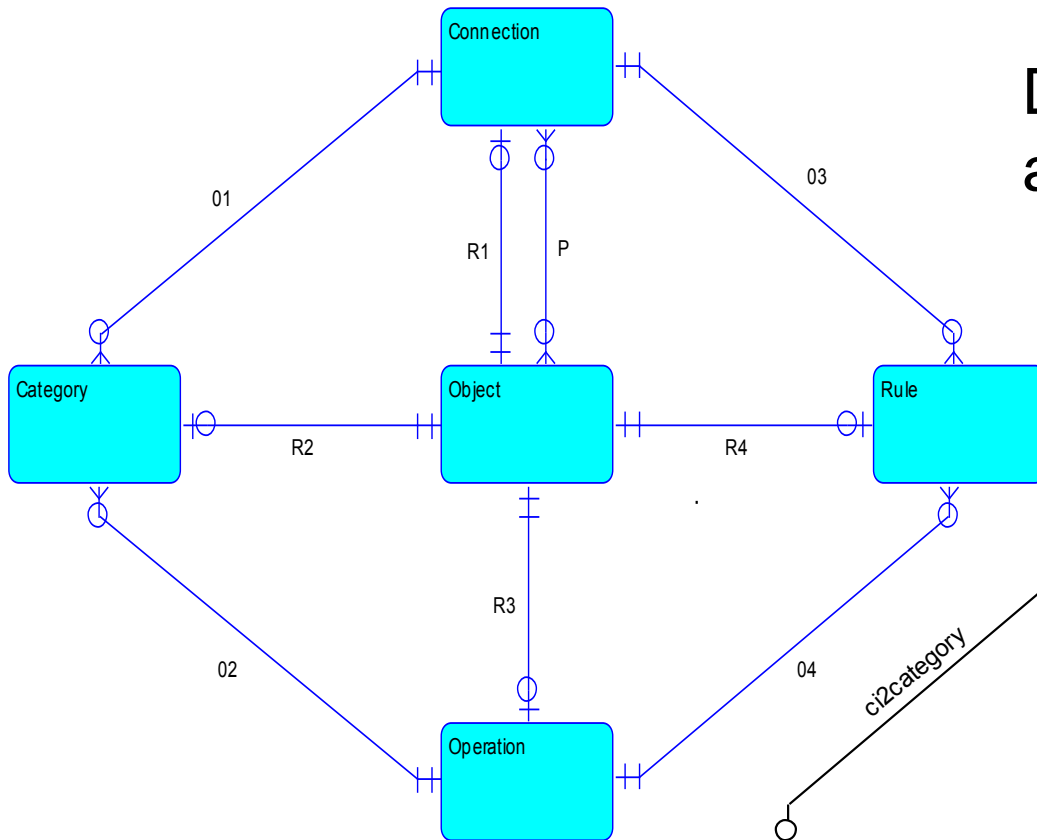 Connection
01
03
R1
P
Category
Object
Rule
R2
R4
R3
02
04
ci2category
Operation